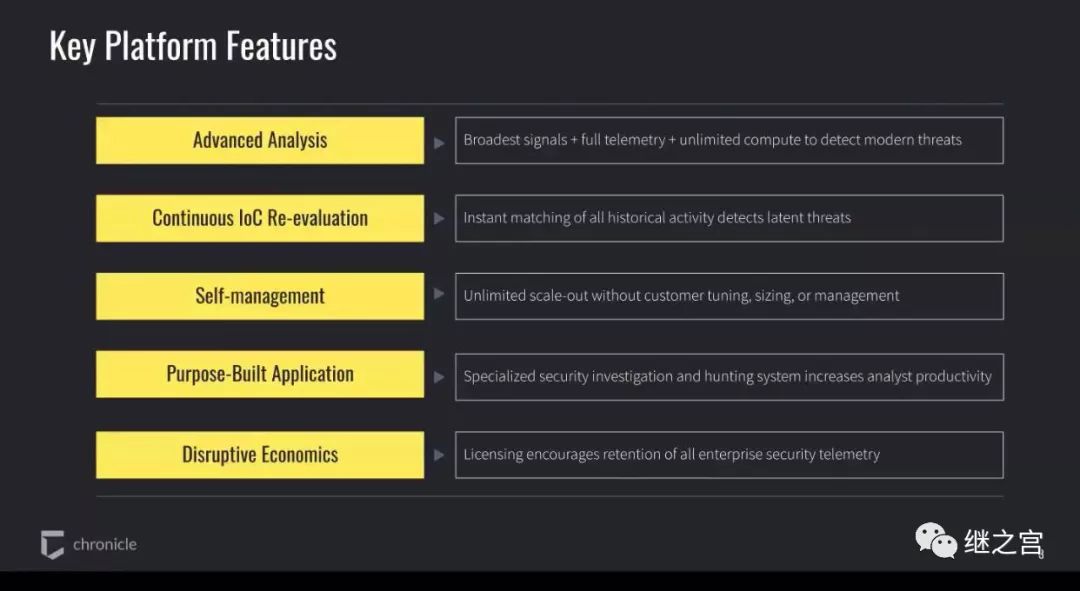 Key Platform Features
Advanced Analysis
Broadest signals + full telemetry + unlimited compute to detect modern threats
Continuous IoC Re-evaluation
Instant matching of all historical activity detects latent threats
Self-management
Unlimited scale-out without customer tuning, sizing, or management
Purpose-Built Application
Specialized security investigation and hunting system increases analyst productivity
Disruptive Economics
Licensing encourages retention of all enterprise security telemetry
chronicle
继之宫
8